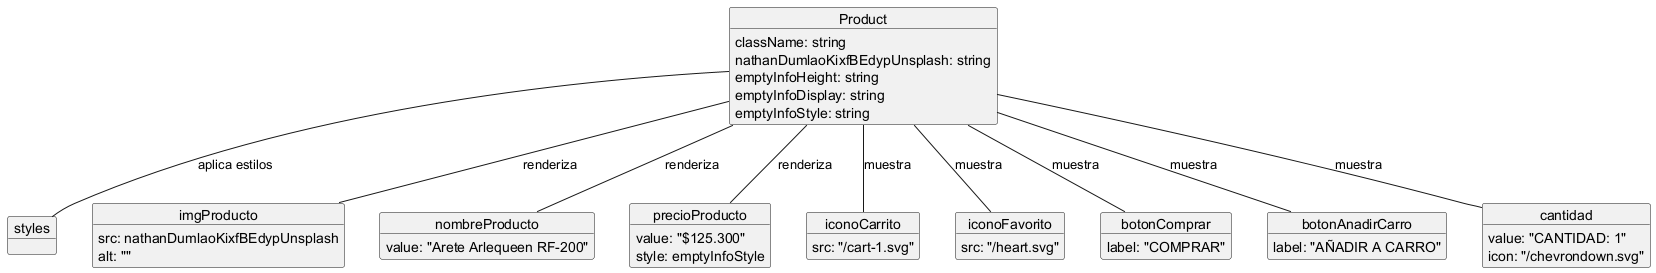 Product
className: string
nathanDumlaoKixfBEdypUnsplash: string
emptyInfoHeight: string
emptyInfoDisplay: string
emptyInfoStyle: string
aplica estilos
renderiza
renderiza
renderiza
muestra
muestra
muestra
muestra
muestra
styles
imgProducto
src: nathanDumlaoKixfBEdypUnsplash
alt: ""
nombreProducto
value: "Arete Arlequeen RF-200"
precioProducto
value: "$125.300"
style: emptyInfoStyle
iconoCarrito
src: "/cart-1.svg"
iconoFavorito
src: "/heart.svg"
botonComprar
label: "COMPRAR"
botonAnadirCarro
label: "AÑADIR A CARRO"
cantidad
value: "CANTIDAD: 1"
icon: "/chevrondown.svg"